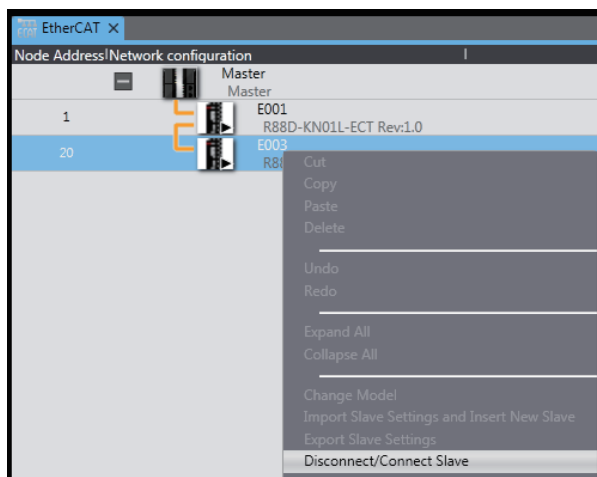 EtherCAT
Node Address Network configuration
Master
Master
1
E001
R88D-KN01L-ECT Rev:1.0
20
E003
Cut
Copy
Paste
Delete
Undo
Redo
Expand All
Collapse All
Change Model
Import Slave Settings and Insert New Slave
Export Slave Settings
Disconnect/Connect Slave